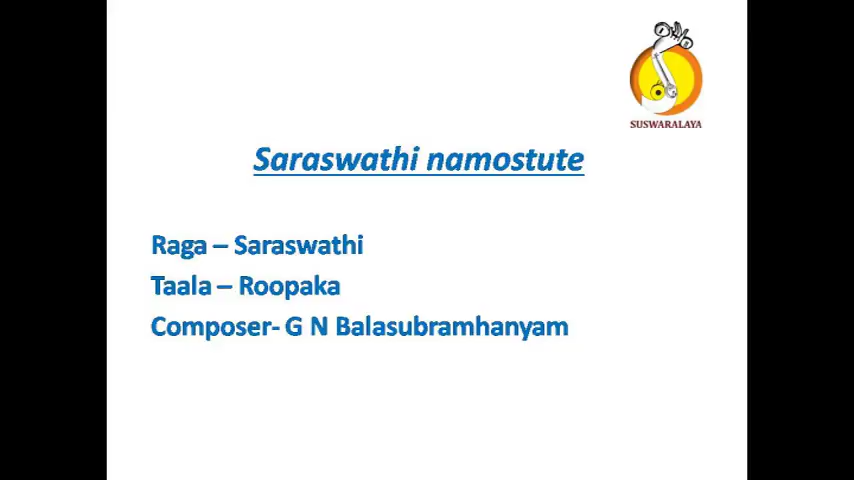 SUSWARALAYA
Saraswathi namostute
Raga – Saraswathi
Taala – Roopaka
Composer- G N Balasubramhanyam